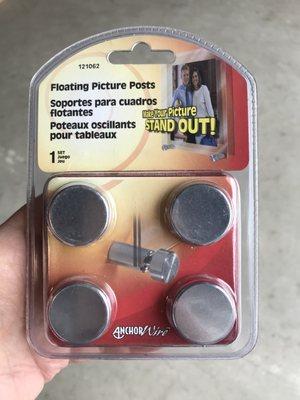 121062
Floating Picture Posts
Soportes para cuadros
flotantes
Poteaux oscillants
pour tableaux
Make Your Picture
STAND OUT!
1 SET
Juego
Jeu
ANCHOR Wire